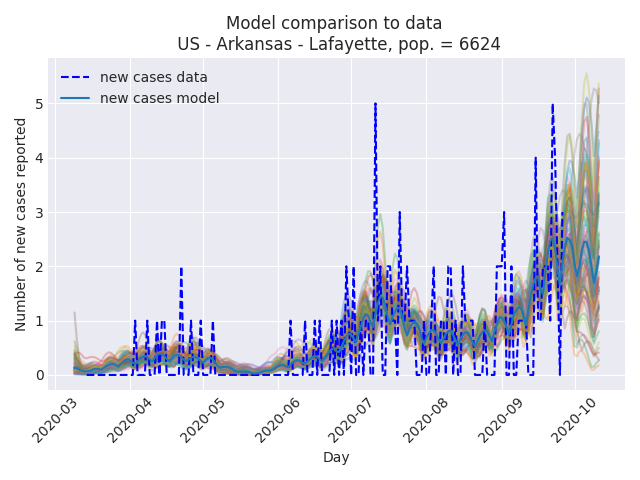 Model comparison to data
US - Arkansas - Lafayette, pop. = 6624
new cases data
new cases model
Number of new cases reported
5
4
3
2
1
0
2020-03
2020-04
2020-05
2020-06
2020-07
2020-08
2020-09
2020-10
Day